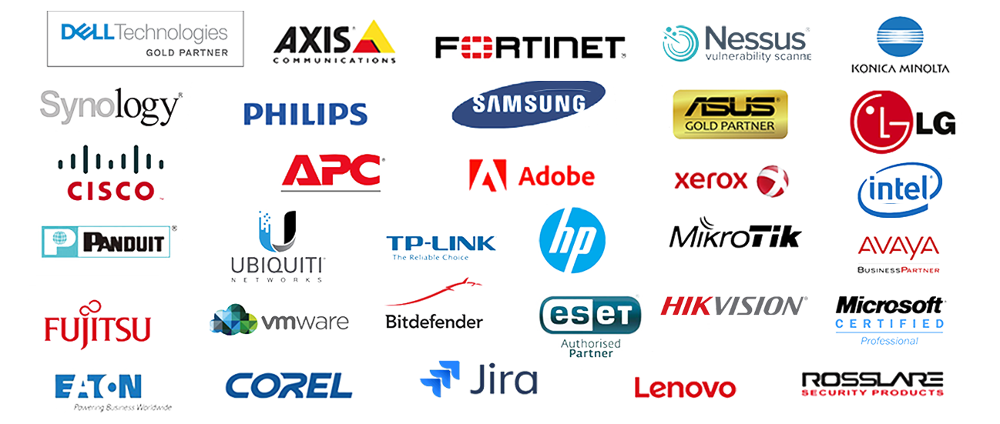 DELLTechnologies
GOLD PARTNER
AXIS
COMMUNICATIONS
FORTINET
Nessus®
vulnerability scanner
KONICA MINOLTA
Synology®
PHILIPS
SAMSUNG
ASUS®
GOLD PARTNER
LG
CISCO
APC®
Adobe
xerox
intel®
P PANDUIT®
UBIQUITI
NETWORKS
TP-LINK
The Reliable Choice
hp
MikroTik
AVAYA
BUSINESSPARTNER
FUJITSU
vmware
Bitdefender
eseT
Authorised
Partner
HIKVISION®
Microsoft
CERTIFIED
Professional
EATON
Powering Business Worldwide
COREL
Jira
Lenovo
ROSSLARE
SECURITY PRODUCTS